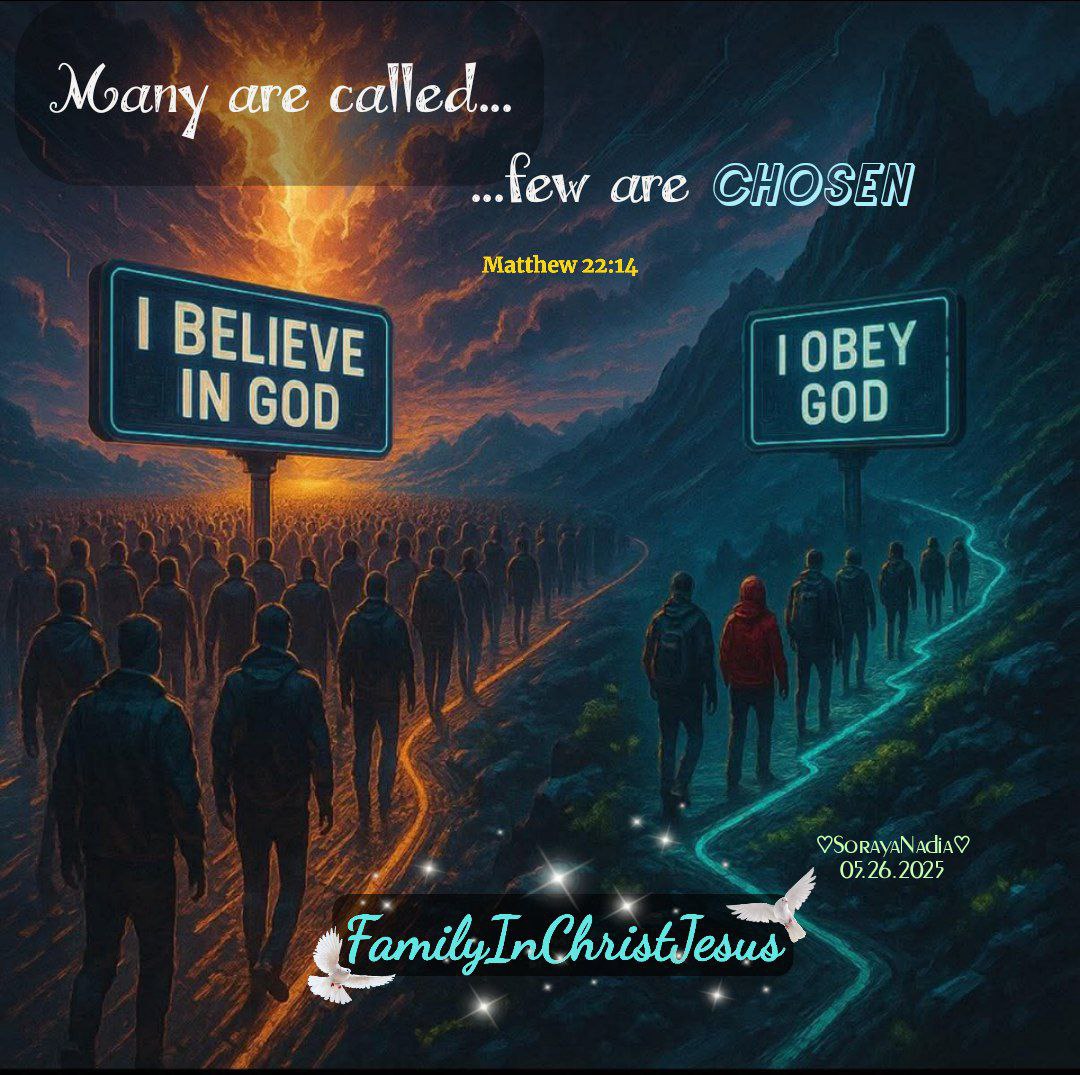 Many are called...
...few are CHOSEN
Matthew 22:14
I BELIEVE
IN GOD
I OBEY
GOD
♡SorayaNadia♡
05.26.2025
FamilyInChristJesus